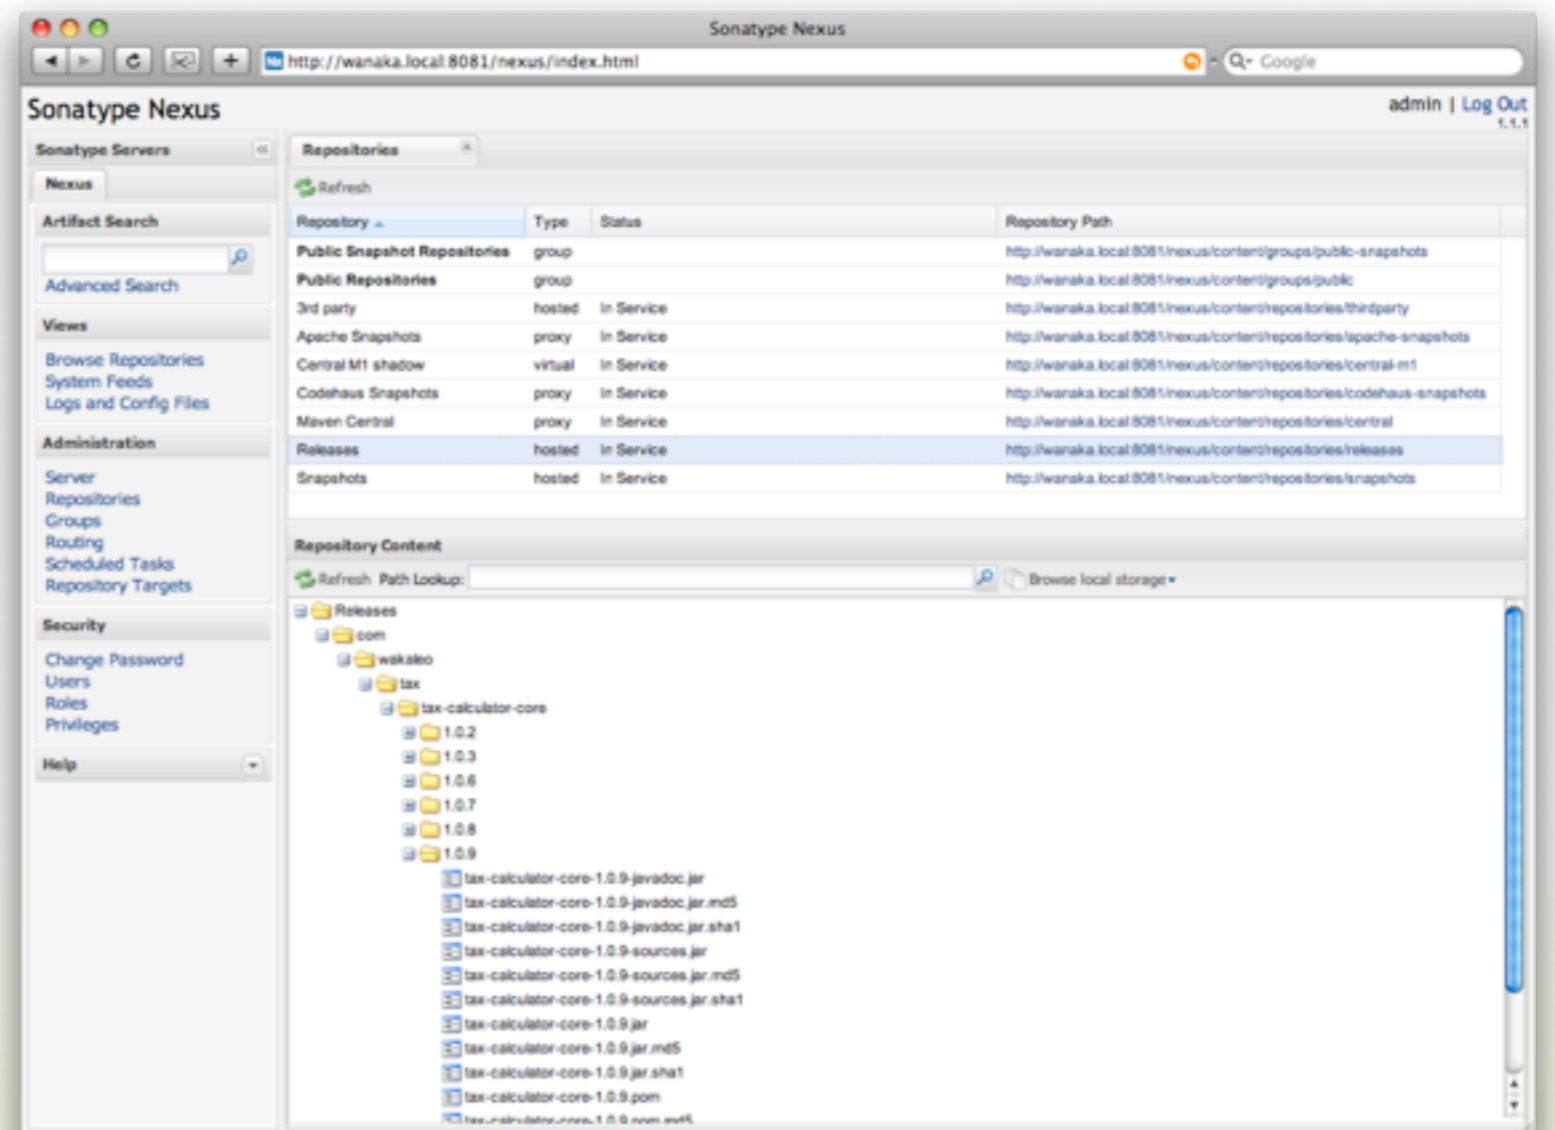 Sonatype Nexus
http://wanaka.local:8081/nexus/index.html
Google
Sonatype Nexus
admin | Log Out
1.1.1
Sonatype Servers
Nexus
Artifact Search
Advanced Search
Views
Browse Repositories
System Feeds
Logs and Config Files
Administration
Server
Repositories
Groups
Routing
Scheduled Tasks
Repository Targets
Security
Change Password
Users
Roles
Privileges
Help
Repositories
Refresh
Repository Type Status Repository Path
Public Snapshot Repositories group http://wanaka.local:8081/nexus/content/groups/public-snapshots
Public Repositories group http://wanaka.local:8081/nexus/content/groups/public
3rd party hosted In Service http://wanaka.local:8081/nexus/content/repositories/thirdparty
Apache Snapshots proxy In Service http://wanaka.local:8081/nexus/content/repositories/apache-snapshots
Central M1 shadow virtual In Service http://wanaka.local:8081/nexus/content/repositories/central-m1
Codehaus Snapshots proxy In Service http://wanaka.local:8081/nexus/content/repositories/codehaus-snapshots
Maven Central proxy In Service http://wanaka.local:8081/nexus/content/repositories/central
Releases hosted In Service http://wanaka.local:8081/nexus/content/repositories/releases
Snapshots hosted In Service http://wanaka.local:8081/nexus/content/repositories/snapshots
Repository Content
Refresh Path Lookup: Browse local storage
Releases
com
wakaleo
tax
tax-calculator-core
1.0.2
1.0.3
1.0.6
1.0.7
1.0.8
1.0.9
tax-calculator-core-1.0.9-javadoc.jar
tax-calculator-core-1.0.9-javadoc.jar.md5
tax-calculator-core-1.0.9-javadoc.jar.sha1
tax-calculator-core-1.0.9-sources.jar
tax-calculator-core-1.0.9-sources.jar.md5
tax-calculator-core-1.0.9-sources.jar.sha1
tax-calculator-core-1.0.9.jar
tax-calculator-core-1.0.9.jar.md5
tax-calculator-core-1.0.9.jar.sha1
tax-calculator-core-1.0.9.pom
tax-calculator-core-1.0.9.pom.md5